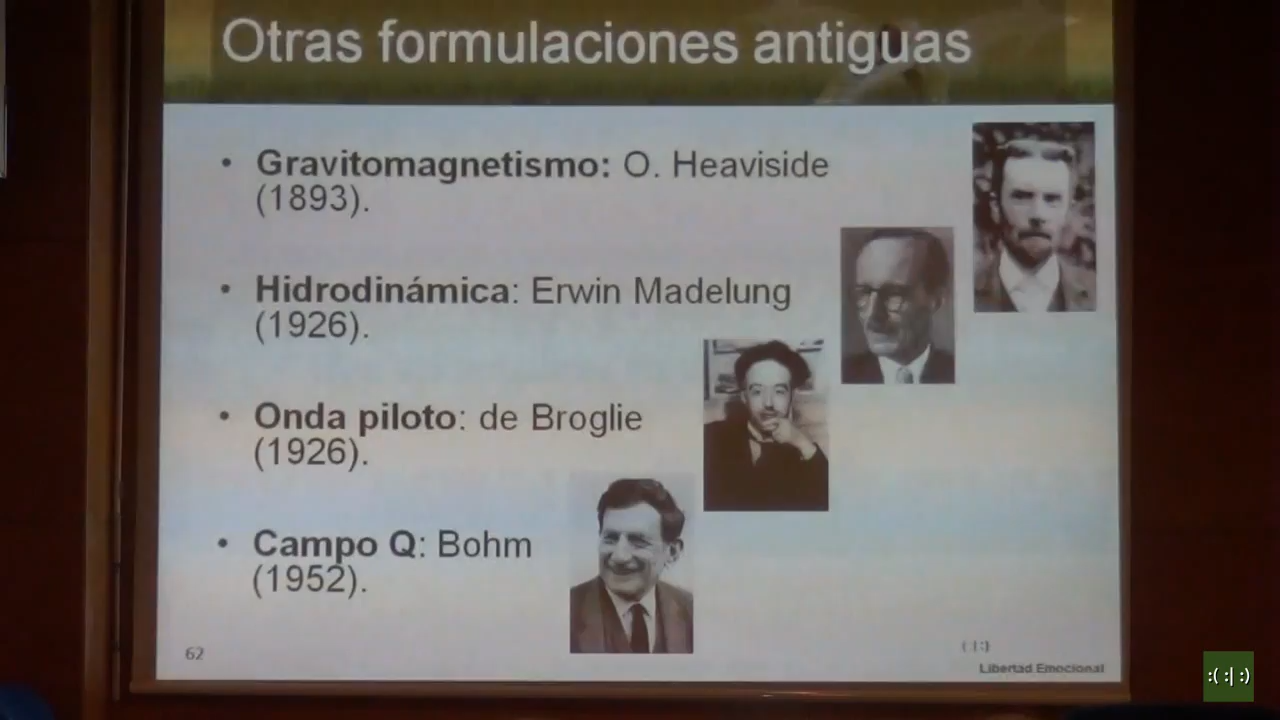 Otras formulaciones antiguas
• Gravitomagnetismo: O. Heaviside
(1893).
• Hidrodinámica: Erwin Madelung
(1926).
• Onda piloto: de Broglie
(1926).
• Campo Q: Bohm
(1952).
62
Libertad Emocional
:( :| :)